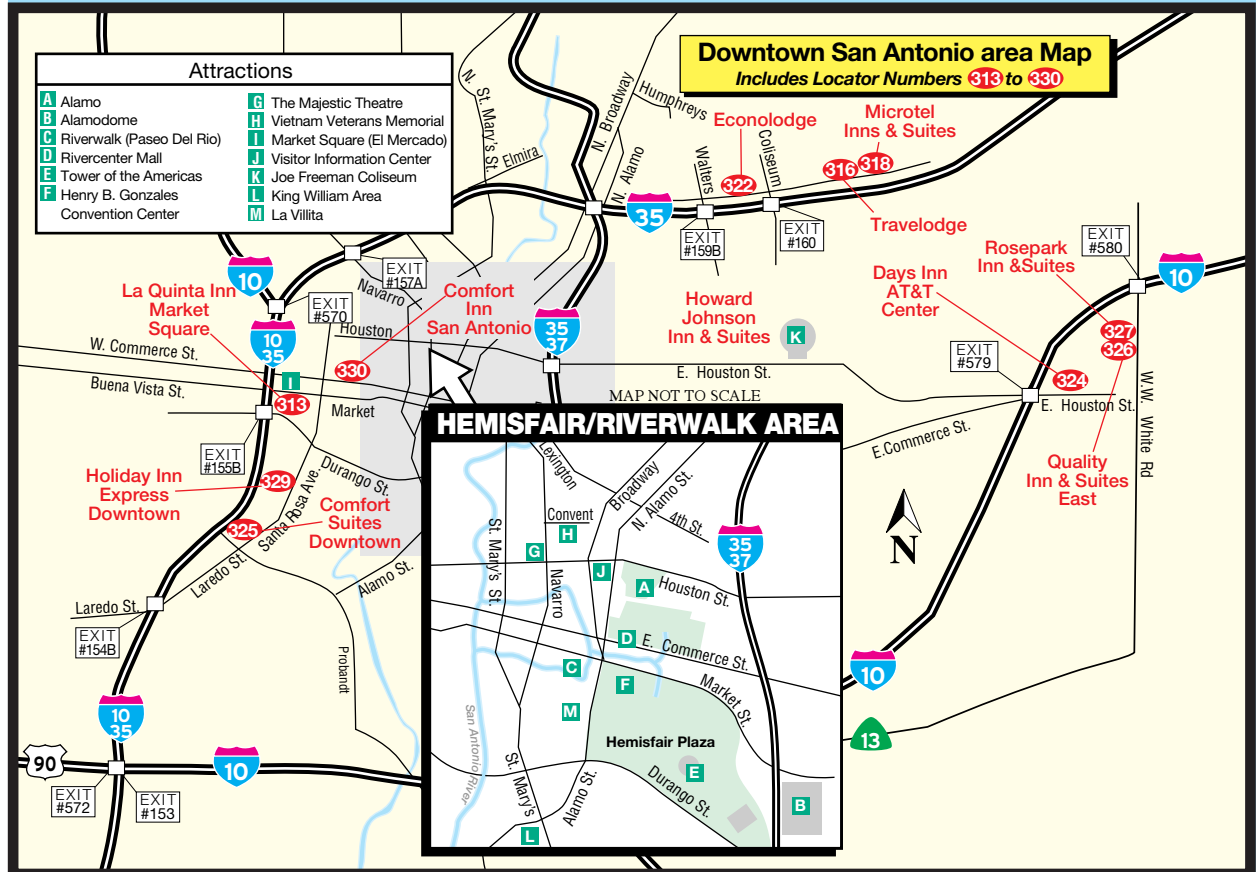 Downtown San Antonio area Map
Includes Locator Numbers 313 to 330
Attractions
A Alamo
B Alamodome
C Riverwalk (Paseo Del Rio)
D Rivercenter Mall
E Tower of the Americas
F Henry B. Gonzales
Convention Center
G The Majestic Theatre
H Vietnam Veterans Memorial
I Market Square (El Mercado)
J Visitor Information Center
K Joe Freeman Coliseum
L King William Area
M La Villita
N. St. Mary's St.
Elmira
N. Broadway
Humphreys
N. Alamo
Walters
Coliseum
Econolodge
322
Microtel
Inns & Suites
316
318
Travelodge
35
EXIT
#159B
EXIT
#160
EXIT
#580
10
Rosepark
Inn &Suites
Days Inn
AT&T
Center
327
326
324
EXIT
#579
E. Houston St.
W.W. White Rd
Quality
Inn & Suites
East
E.Commerce St.
N
10
13
10
EXIT
#157A
Navarro
EXIT
#570
La Quinta Inn
Market
Square
10
35
Houston
Comfort
Inn
San Antonio
35
37
Howard
Johnson
Inn & Suites
K
E. Houston St.
MAP NOT TO SCALE
W. Commerce St.
Buena Vista St.
330
I
313
Market
EXIT
#155B
Durango St.
Holiday Inn
Express
Downtown
329
Santa Rosa Ave.
325
Comfort
Suites
Downtown
Laredo St.
Alamo St.
Laredo St.
EXIT
#154B
Probandt
10
35
90
10
EXIT
#572
EXIT
#153
HEMISFAIR/RIVERWALK AREA
Lexington
Broadway
N. Alamo St.
4th St.
Convent
H
G
St. Mary's St.
Navarro
J
A
Houston St.
35
37
D
E. Commerce St.
C
F
Market St.
M
San Antonio River
Hemisfair Plaza
E
St. Mary's
Alamo St.
Durango St.
B
L